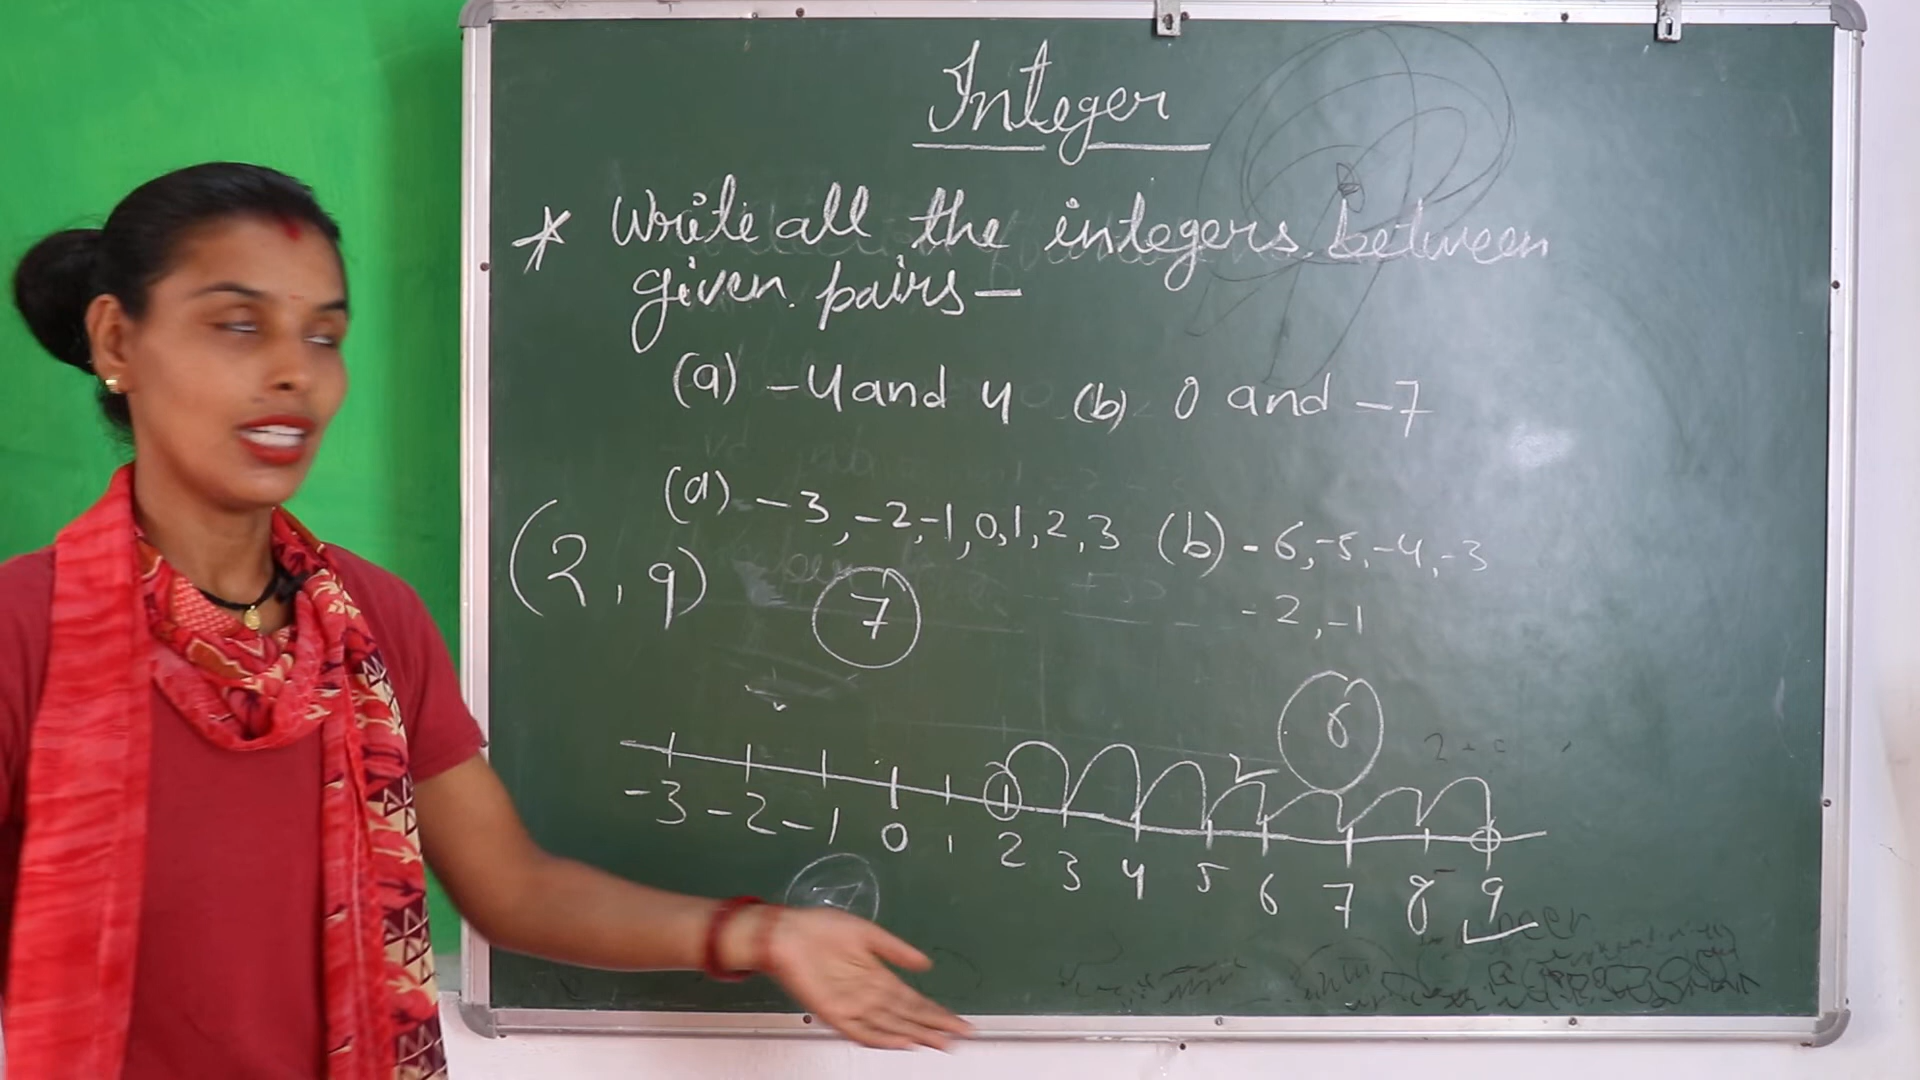 Integer
* Write all the integers between
given pairs —
(a) -4 and 4 (b) 0 and -7
(a) -3, -2, -1, 0, 1, 2, 3 (b) -6, -5, -4, -3
-2, -1
(2, 9) 7
6
-3 -2 -1 0 1 2 3 4 5 6 7 8 9